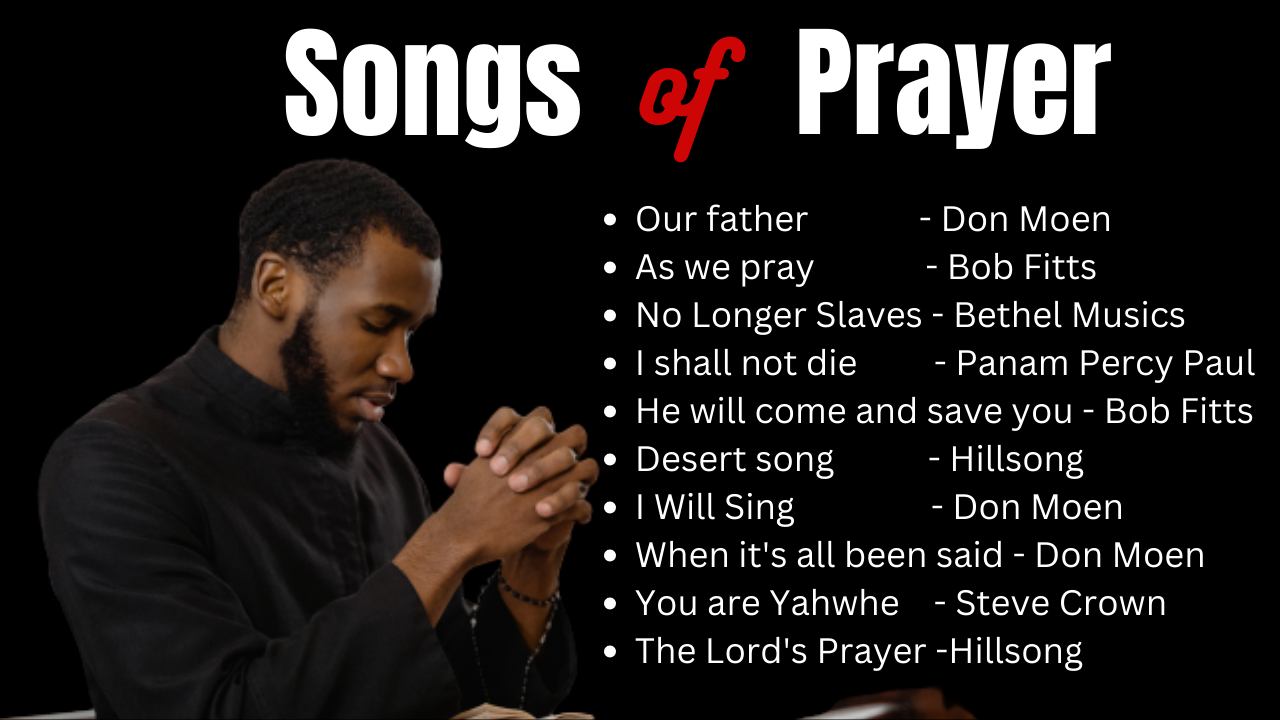 Songs of Prayer
• Our father - Don Moen
• As we pray - Bob Fitts
• No Longer Slaves - Bethel Musics
• I shall not die - Panam Percy Paul
• He will come and save you - Bob Fitts
• Desert song - Hillsong
• I Will Sing - Don Moen
• When it's all been said - Don Moen
• You are Yahwhe - Steve Crown
• The Lord's Prayer -Hillsong